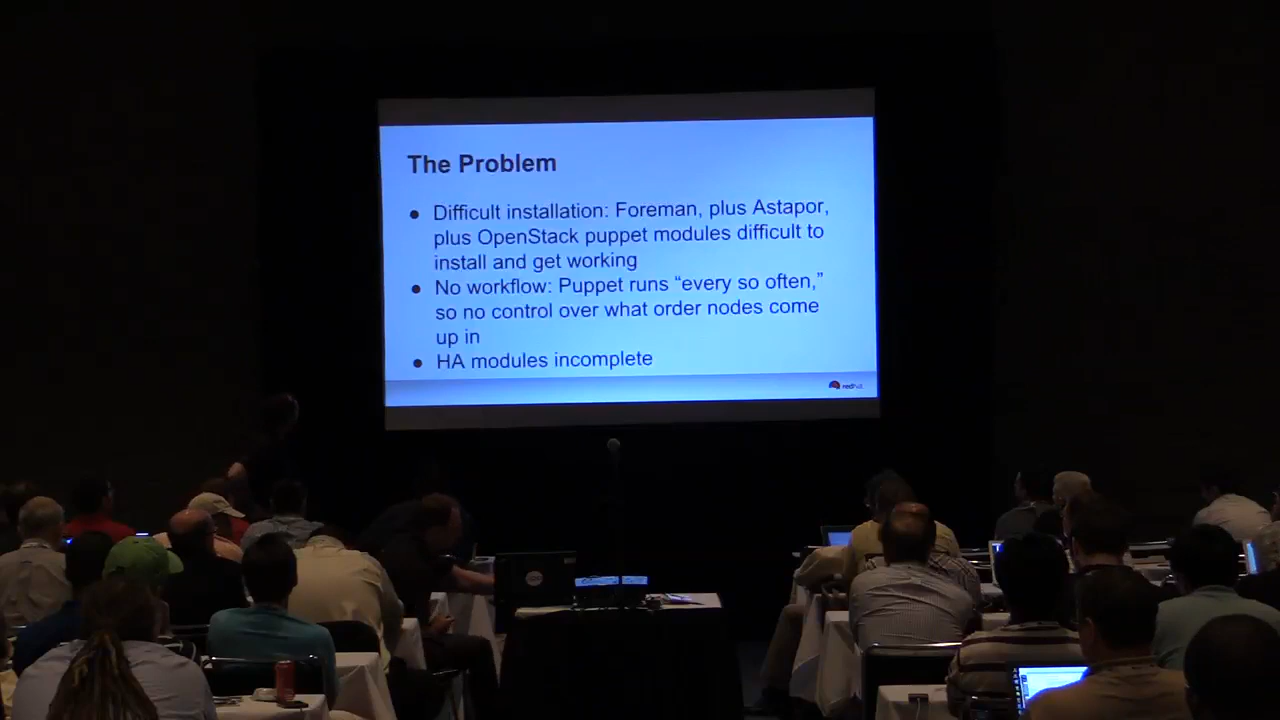 The Problem
● Difficult installation: Foreman, plus Astapor,
plus OpenStack puppet modules difficult to
install and get working
● No workflow: Puppet runs “every so often,”
so no control over what order nodes come
up in
● HA modules incomplete
redhat